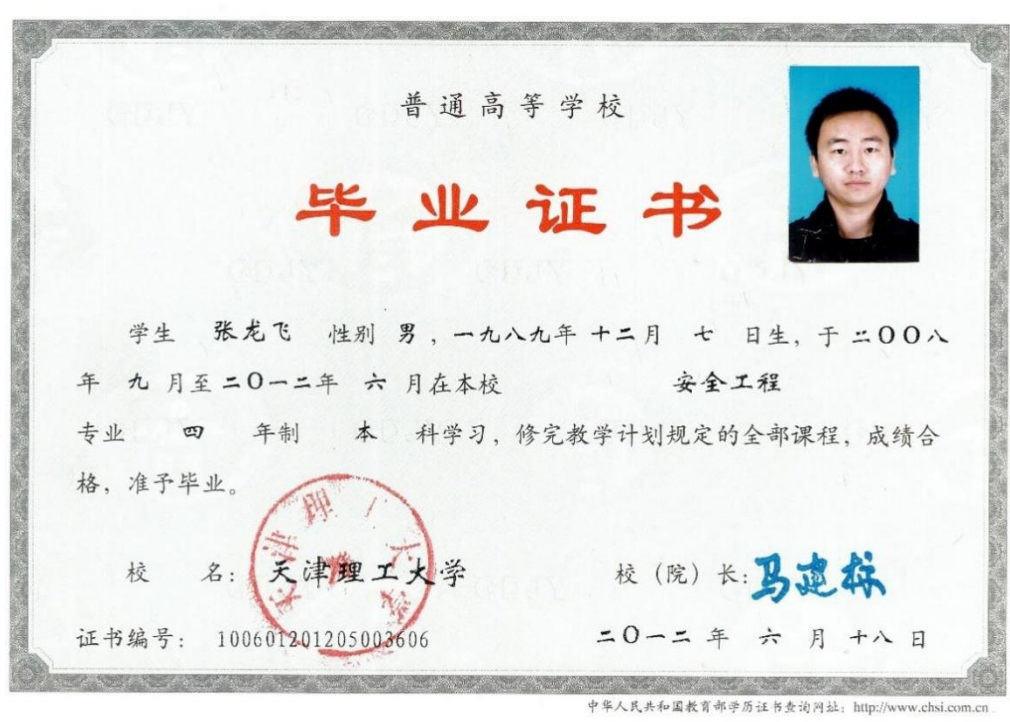 普通高等学校
毕业证书
学生 张龙飞 性别 男，一九八九年 十二月 七 日生，于 二〇〇八
年 九 月至 二〇一二年 六 月在本校 安全工程
专业 四 年制 本 科学习，修完教学计划规定的全部课程，成绩合
格，准予毕业。
校 名：天津理工大学 校（院）长：马建标
天津理工大学
证书编号：100601201205003606 二〇一二 年 六 月 十八 日
中华人民共和国教育部学历证书查询网址：http://www.chsi.com.cn